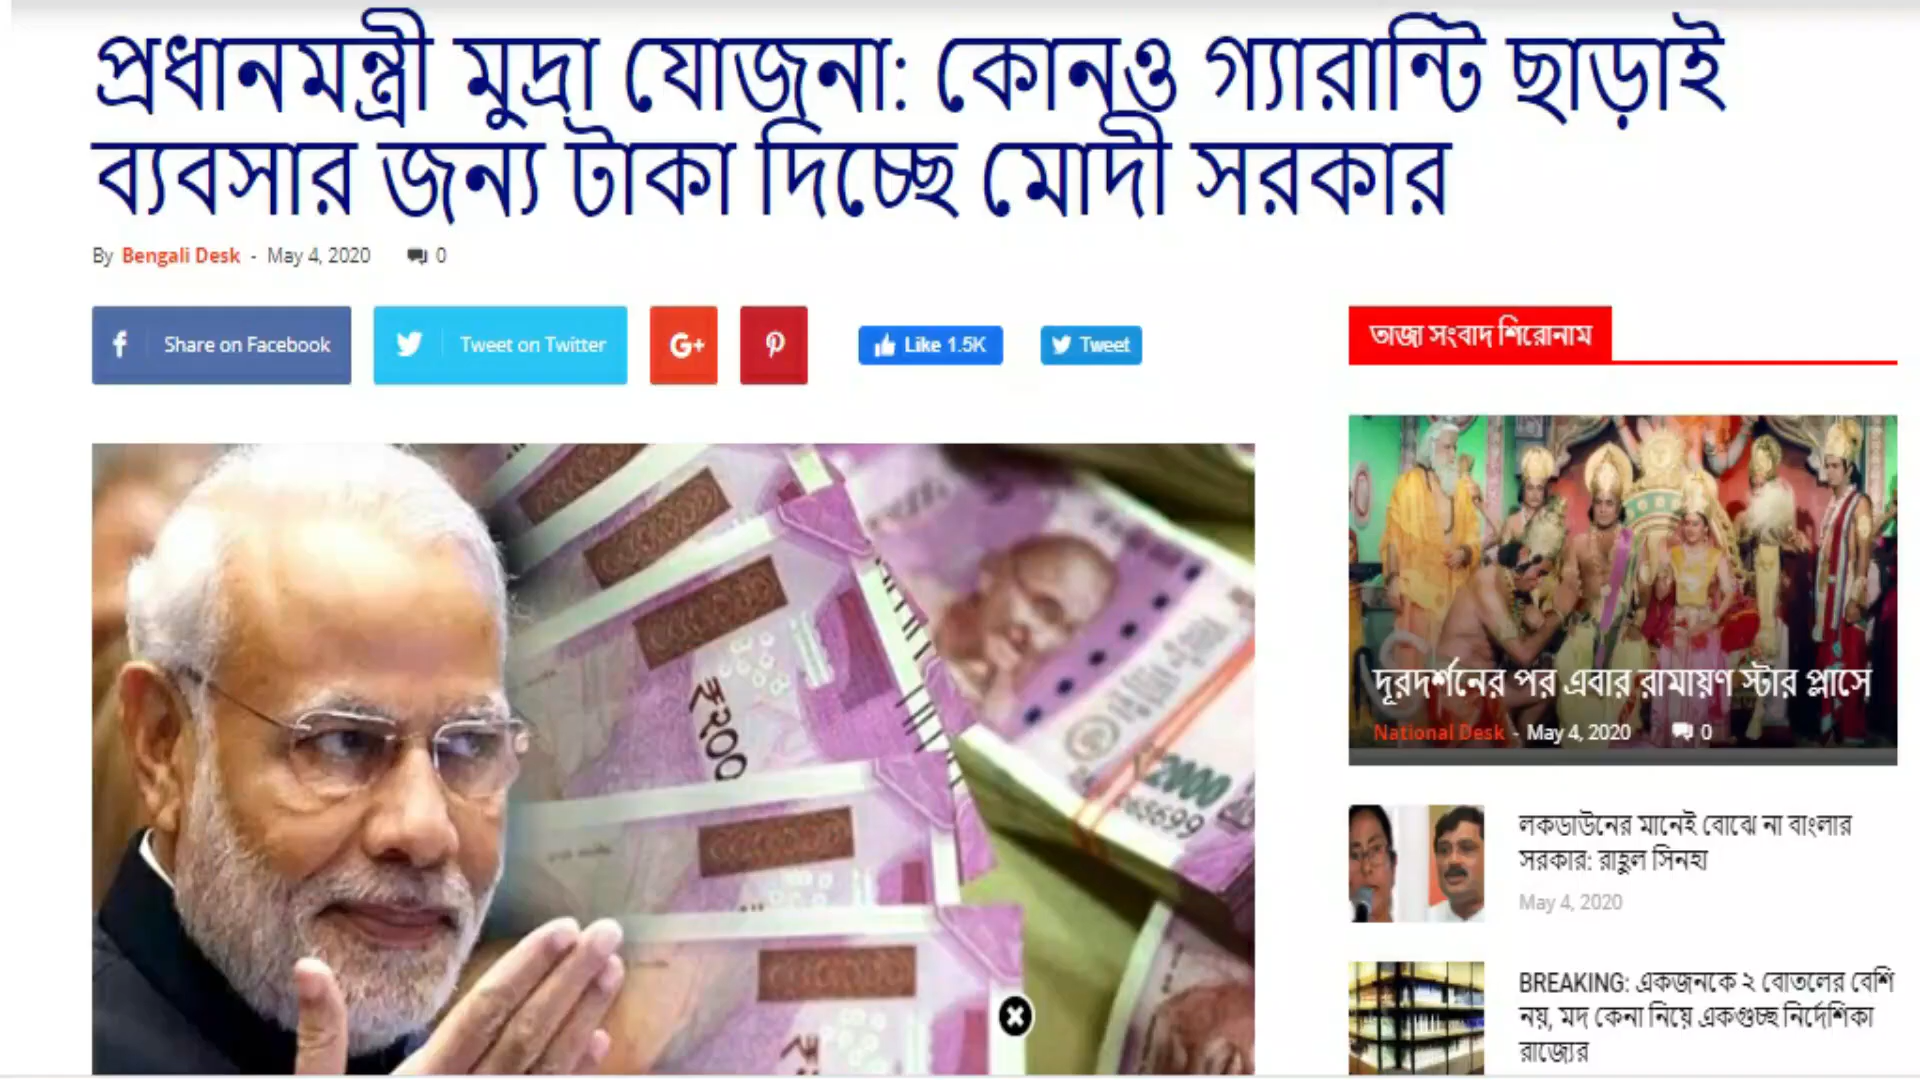 প্রধানমন্ত্রী মুদ্রা যোজনা: কোনও গ্যারান্টি ছাড়াই
ব্যবসার জন্য টাকা দিচ্ছে মোদী সরকার
By Bengali Desk - May 4, 2020 0
Share on Facebook
Tweet on Twitter
G+
Like 1.5K
Tweet
তাজা সংবাদ শিরোনাম
₹২০০
2000
দূরদর্শনের পর এবার রামায়ণ স্টার প্লাসে
National Desk - May 4, 2020 0
লকডাউনের মানেই বোঝে না বাংলার
সরকার: রাহুল সিনহা
May 4, 2020
BREAKING: একজনকে ২ বোতলের বেশি
নয়, মদ কেনা নিয়ে একগুচ্ছ নির্দেশিকা
রাজ্যের